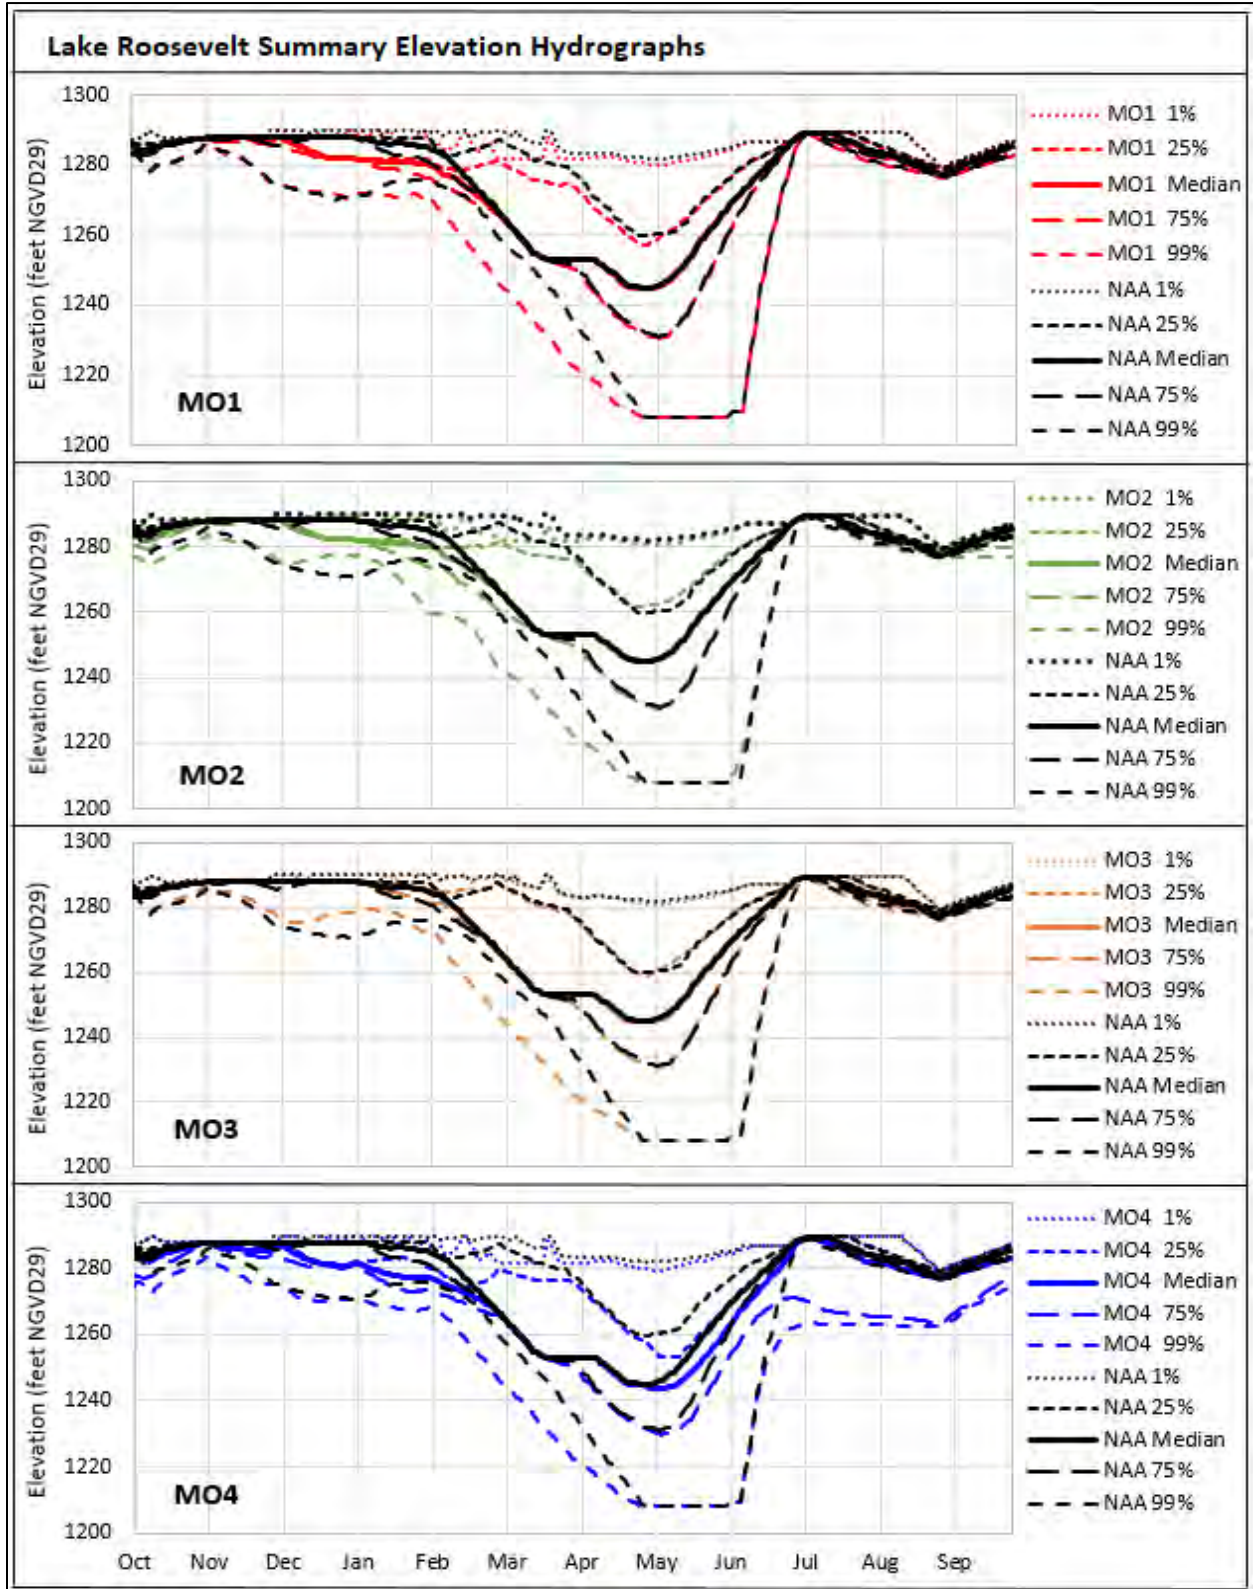 Lake Roosevelt Summary Elevation Hydrographs
Elevation (feet NGVD29)
1300
1280
1260
1240
1220
1200
MO1
MO1 1%
MO1 25%
MO1 Median
MO1 75%
MO1 99%
NAA 1%
NAA 25%
NAA Median
NAA 75%
NAA 99%
Elevation (feet NGVD29)
1300
1280
1260
1240
1220
1200
MO2
MO2 1%
MO2 25%
MO2 Median
MO2 75%
MO2 99%
NAA 1%
NAA 25%
NAA Median
NAA 75%
NAA 99%
Elevation (feet NGVD29)
1300
1280
1260
1240
1220
1200
MO3
MO3 1%
MO3 25%
MO3 Median
MO3 75%
MO3 99%
NAA 1%
NAA 25%
NAA Median
NAA 75%
NAA 99%
Elevation (feet NGVD29)
1300
1280
1260
1240
1220
1200
MO4
MO4 1%
MO4 25%
MO4 Median
MO4 75%
MO4 99%
NAA 1%
NAA 25%
NAA Median
NAA 75%
NAA 99%
Oct Nov Dec Jan Feb Mar Apr May Jun Jul Aug Sep